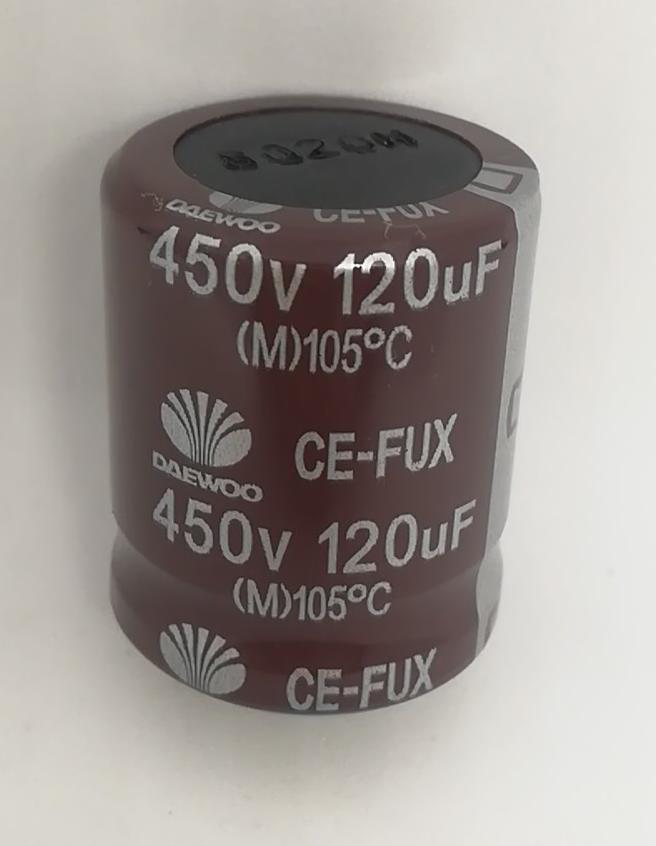 DAEWOO CE-FUX
450V 120uF
(M)105°C
DAEWOO CE-FUX
450V 120uF
(M)105°C
CE-FUX